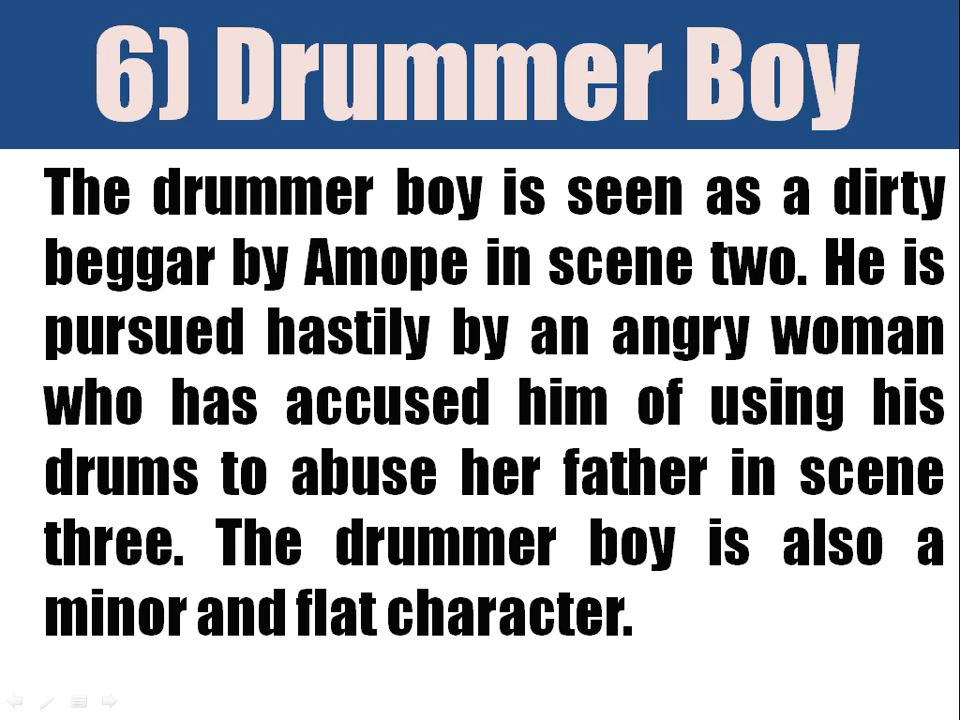 6) Drummer Boy
The drummer boy is seen as a dirty
beggar by Amope in scene two. He is
pursued hastily by an angry woman
who has accused him of using his
drums to abuse her father in scene
three. The drummer boy is also a
minor and flat character.